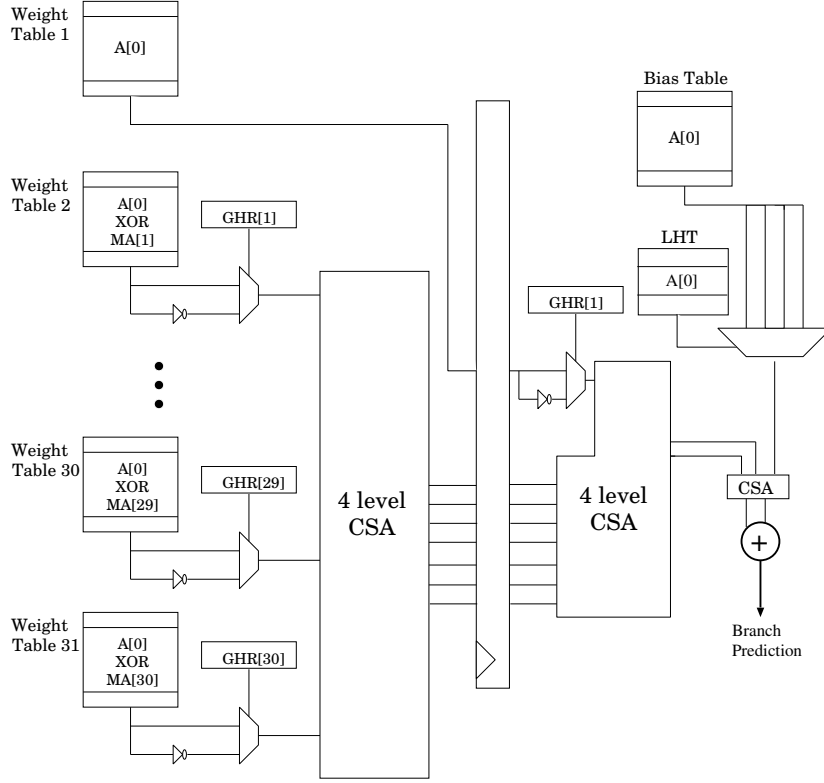 Weight
Table 1
A[0]
Bias Table
A[0]
Weight
Table 2
A[0]
XOR
MA[1]
GHR[1]
LHT
A[0]
GHR[1]
Weight
Table 30
A[0]
XOR
MA[29]
GHR[29]
4 level
CSA
4 level
CSA
CSA
+
Weight
Table 31
A[0]
XOR
MA[30]
GHR[30]
Branch
Prediction